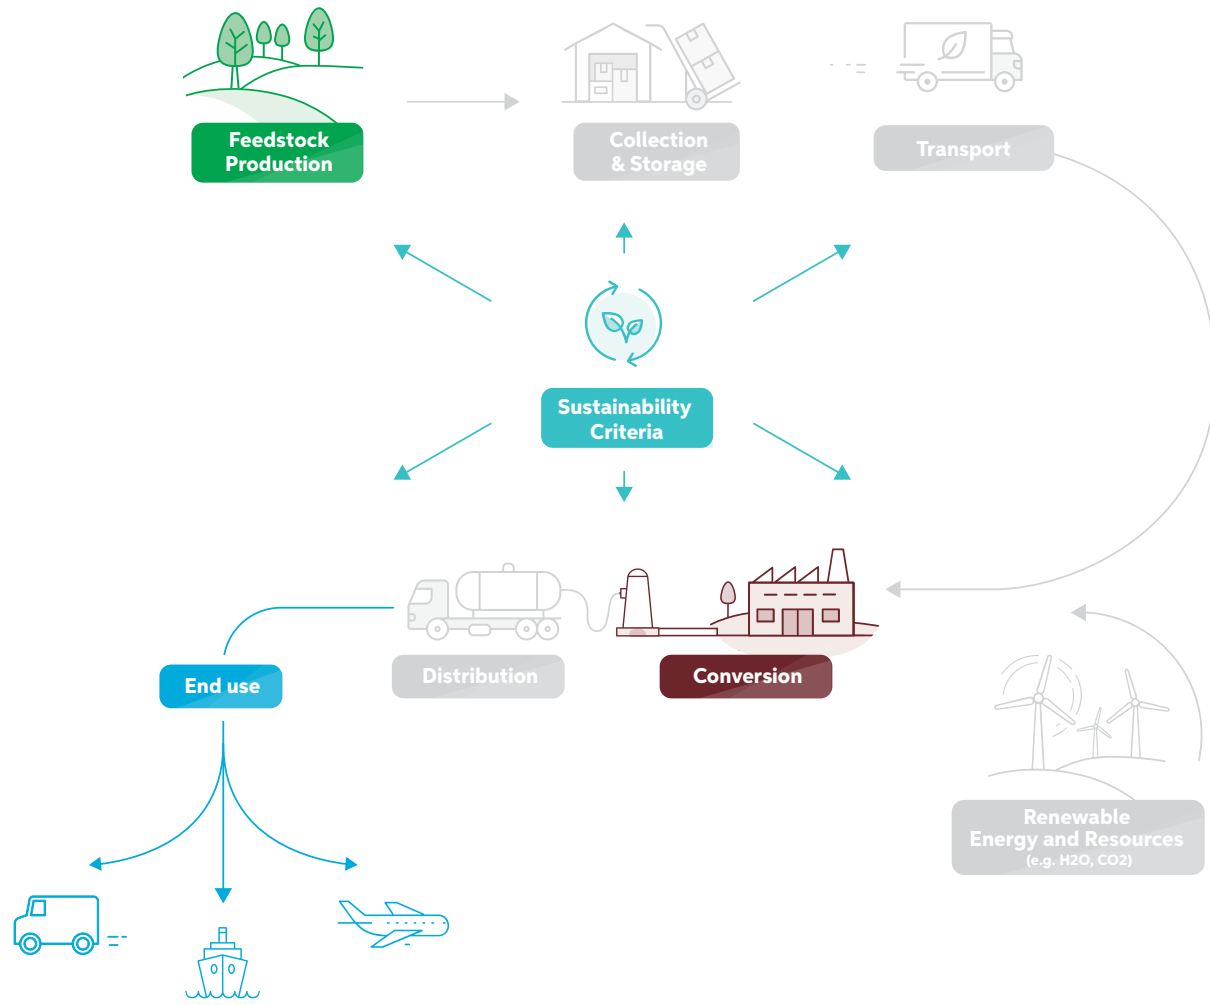 Feedstock
Production
Collection
& Storage
Transport
Sustainability
Criteria
Distribution
Conversion
End use
Renewable
Energy and Resources
(e.g. H2O, CO2)